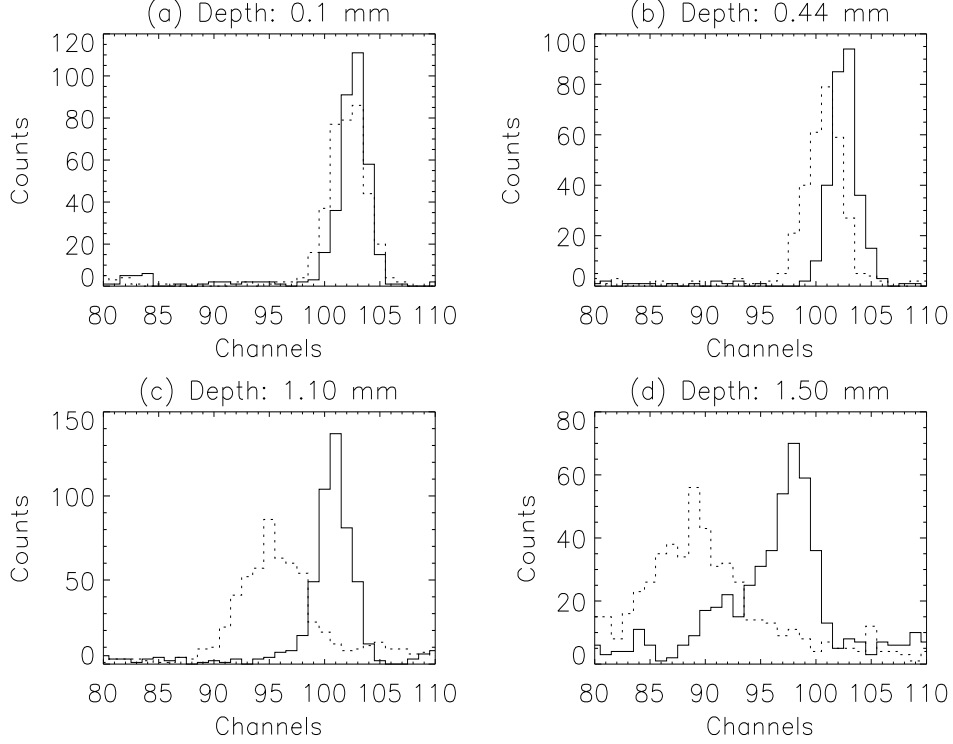 (a) Depth: 0.1 mm
120
100
80
60
40
20
0
Counts
80 85 90 95 100 105 110
Channels
(b) Depth: 0.44 mm
100
80
60
40
20
0
Counts
80 85 90 95 100 105 110
Channels
(c) Depth: 1.10 mm
150
100
50
0
Counts
80 85 90 95 100 105 110
Channels
(d) Depth: 1.50 mm
80
60
40
20
0
Counts
80 85 90 95 100 105 110
Channels